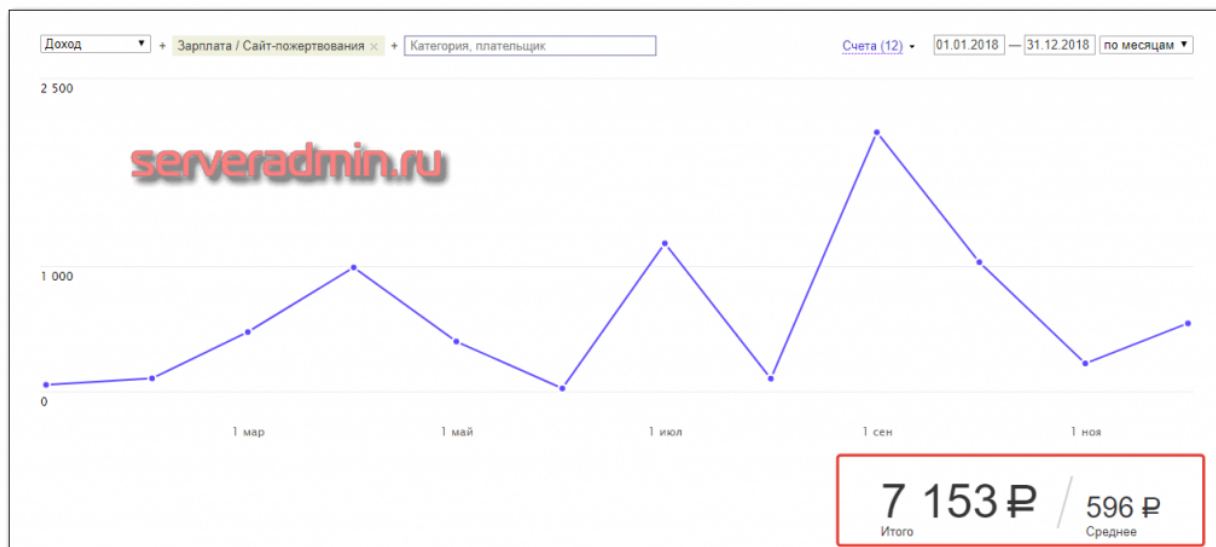 Доход + Зарплата / Сайт-пожертвования × + Категория, плательщик Счета (12) 01.01.2018 — 31.12.2018 по месяцам
2 500
serveradmin.ru
1 000
0
1 мар 1 май 1 июл 1 сен 1 ноя
7 153 ₽ / 596 ₽
Итого Среднее